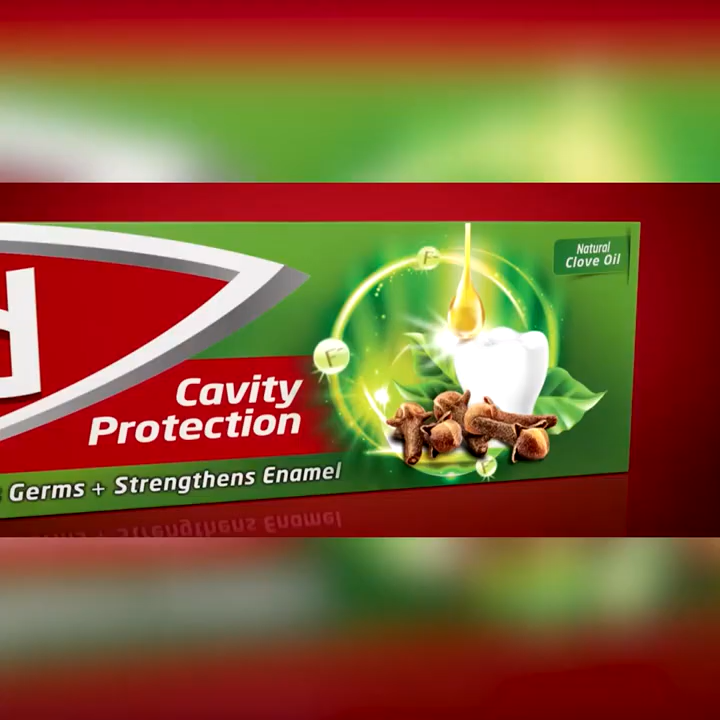 Natural
Clove Oil
d
F-
F-
Cavity
Protection
Germs + Strengthens Enamel
F-